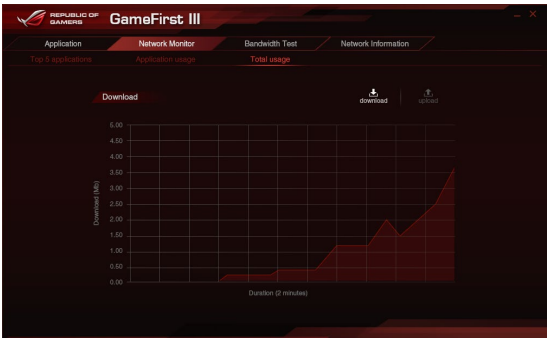 REPUBLIC OF
GAMERS
GameFirst III
Application
Network Monitor
Bandwidth Test
Network Information
Top 5 applications
Application usage
Total usage
Download
download
upload
5.00
4.50
4.00
3.50
3.00
2.50
2.00
1.50
1.00
0.50
0.00
Download (Mb)
Duration (2 minutes)